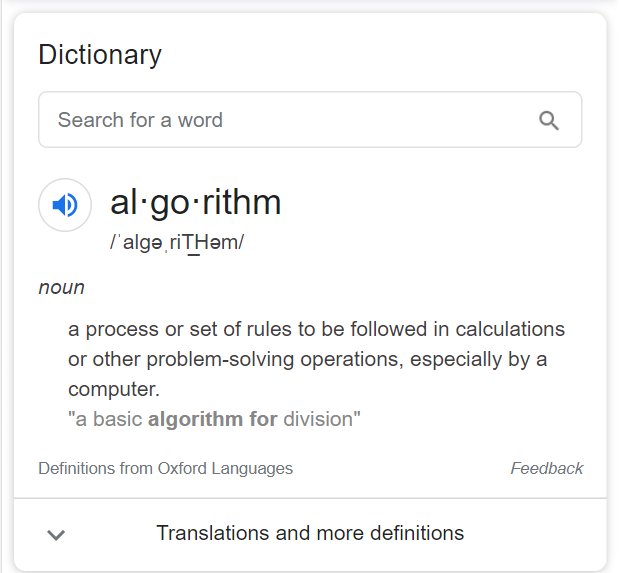 Dictionary
Search for a word
al·go·rithm
/ˈalɡəˌriT͟Həm/
noun
a process or set of rules to be followed in calculations
or other problem-solving operations, especially by a
computer.
"a basic algorithm for division"
Definitions from Oxford Languages
Feedback
Translations and more definitions